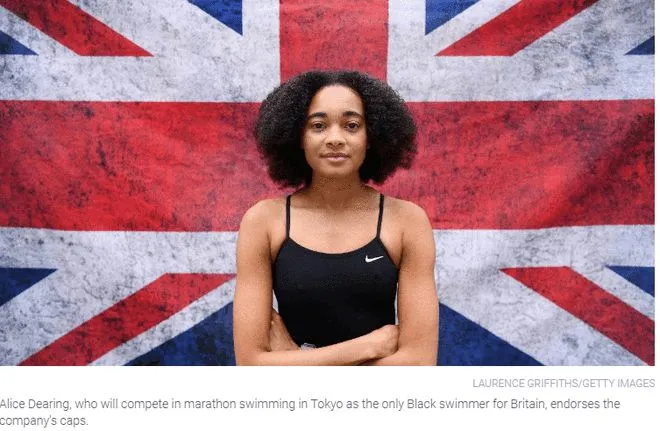 LAURENCE GRIFFITHS/GETTY IMAGES
Alice Dearing, who will compete in marathon swimming in Tokyo as the only Black swimmer for Britain, endorses the
company's caps.